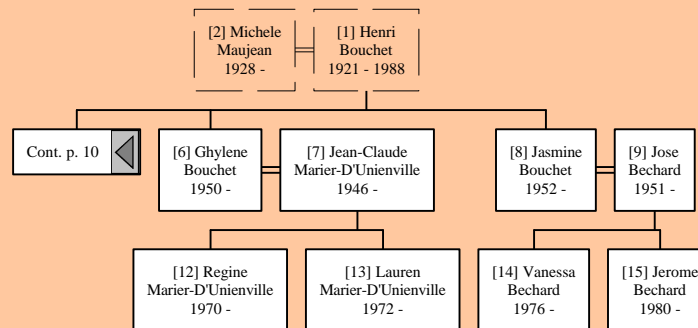 [2] Michele
Maujean
1928 -
[1] Henri
Bouchet
1921 - 1988
Cont. p. 10
[6] Ghylene
Bouchet
1950 -
[7] Jean-Claude
Marier-D'Unienville
1946 -
[8] Jasmine
Bouchet
1952 -
[9] Jose
Bechard
1951 -
[12] Regine
Marier-D'Unienville
1970 -
[13] Lauren
Marier-D'Unienville
1972 -
[14] Vanessa
Bechard
1976 -
[15] Jerome
Bechard
1980 -